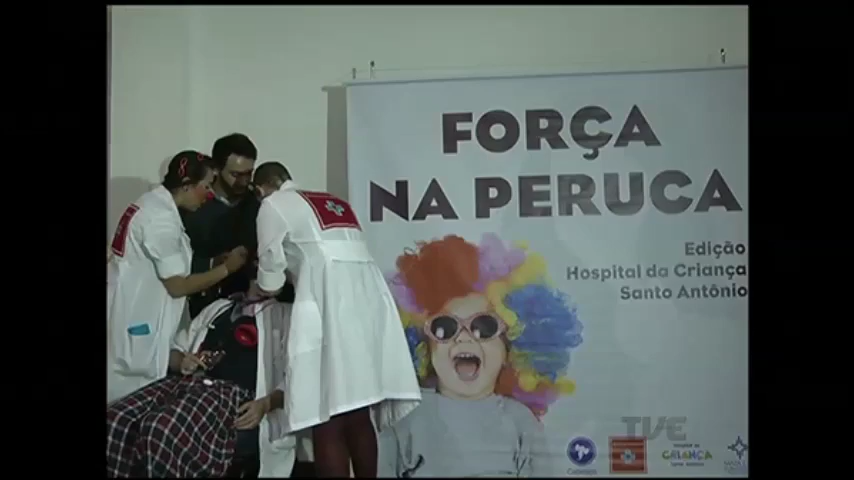 FORÇA
NA PERUCA
Edição
Hospital da Criança
Santo Antônio
TVE
CRIANÇA